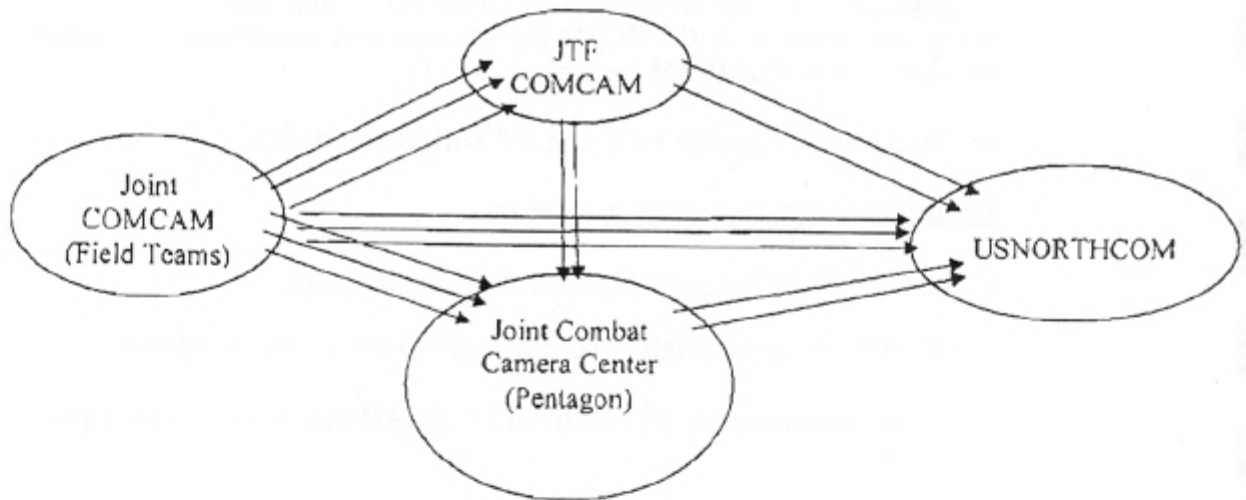 JTF
COMCAM
Joint
COMCAM
(Field Teams)
USNORTHCOM
Joint Combat
Camera Center
(Pentagon)